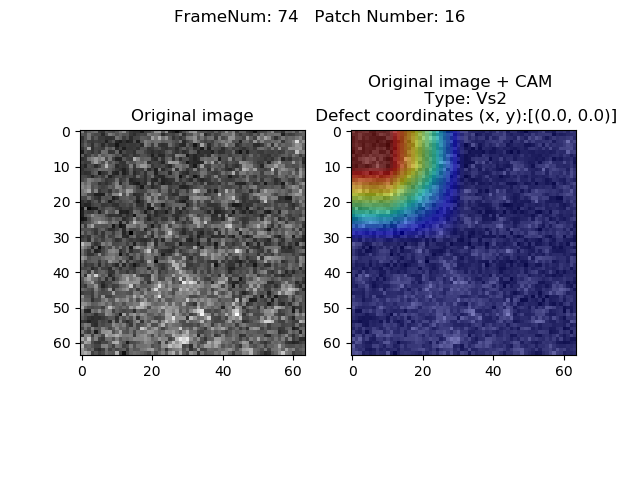 FrameNum: 74   Patch Number: 16
Original image
0
10
20
30
40
50
60
0 20 40 60
Original image + CAM
Type: Vs2
Defect coordinates (x, y):[(0.0, 0.0)]
0
10
20
30
40
50
60
0 20 40 60